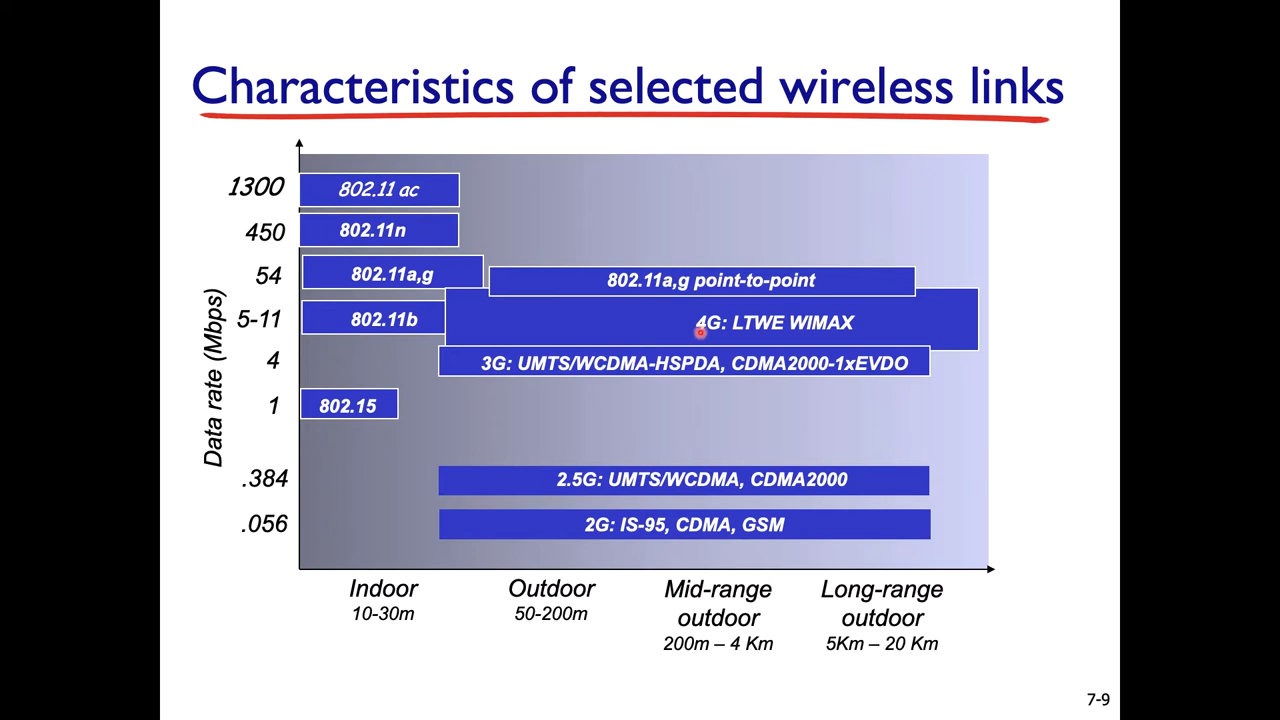 Characteristics of selected wireless links
1300
802.11 ac
450
802.11n
54
802.11a,g
802.11a,g point-to-point
5-11
802.11b
4G: LTWE WIMAX
4
3G: UMTS/WCDMA-HSPDA, CDMA2000-1xEVDO
1
802.15
.384
2.5G: UMTS/WCDMA, CDMA2000
.056
2G: IS-95, CDMA, GSM
Data rate (Mbps)
Indoor
10-30m
Outdoor
50-200m
Mid-range
outdoor
200m – 4 Km
Long-range
outdoor
5Km – 20 Km
7-9